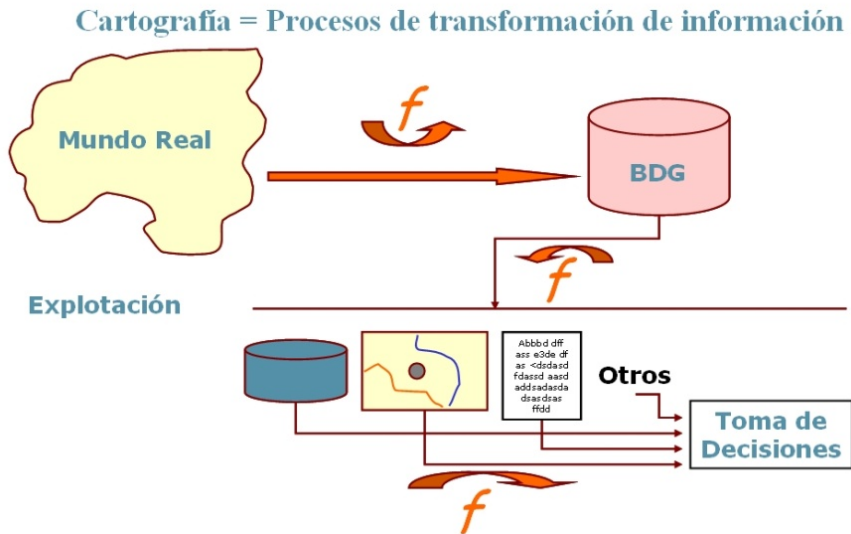 Cartografía = Procesos de transformación de información
f
Mundo Real
BDG
f
Explotación
Abbbd dff
ass e3de df
as <dsdasd
fdassd aasd
addsadasda
dsasdsas
ffdd
Otros
Toma de
Decisiones
f